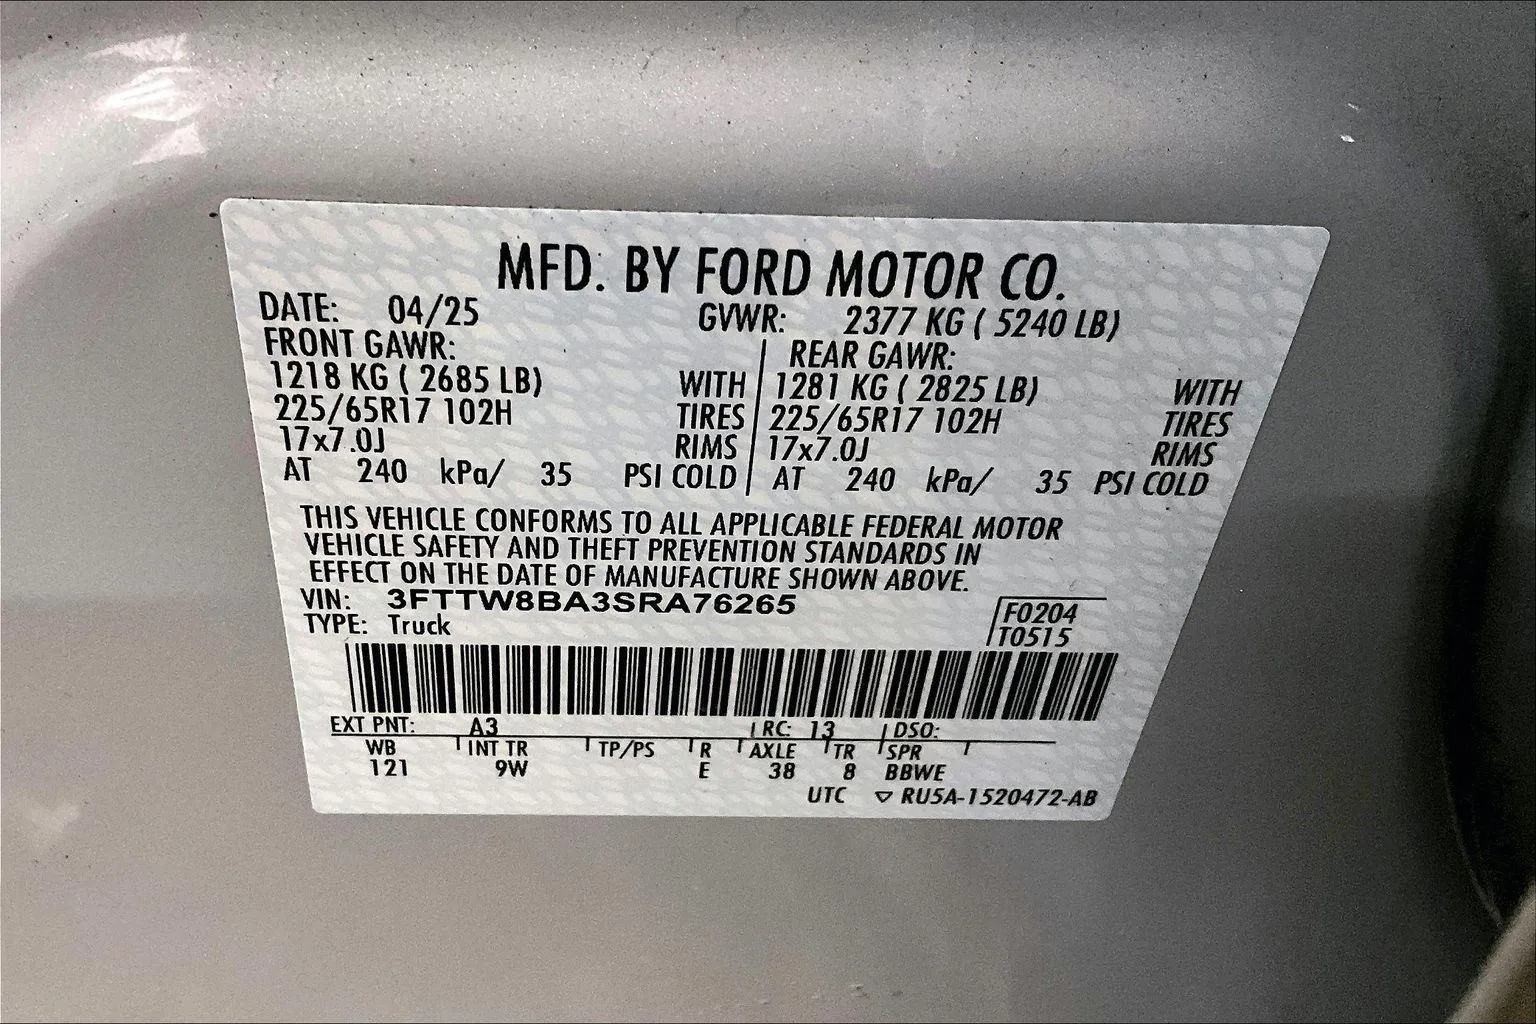 MFD. BY FORD MOTOR CO.
DATE: 04/25 GVWR: 2377 KG ( 5240 LB)
FRONT GAWR: REAR GAWR:
1218 KG ( 2685 LB) WITH 1281 KG ( 2825 LB) WITH
225/65R17 102H TIRES 225/65R17 102H TIRES
17x7.0J RIMS 17x7.0J RIMS
AT 240 kPa/ 35 PSI COLD AT 240 kPa/ 35 PSI COLD
THIS VEHICLE CONFORMS TO ALL APPLICABLE FEDERAL MOTOR
VEHICLE SAFETY AND THEFT PREVENTION STANDARDS IN
EFFECT ON THE DATE OF MANUFACTURE SHOWN ABOVE.
VIN: 3FTTW8BA3SRA76265 F0204
TYPE: Truck T0515
EXT PNT: A3 RC: 13 DSO:
WB INT TR TP/PS R AXLE TR SPR
121 9W E 38 8 BBWE
UTC ▽ RU5A-1520472-AB